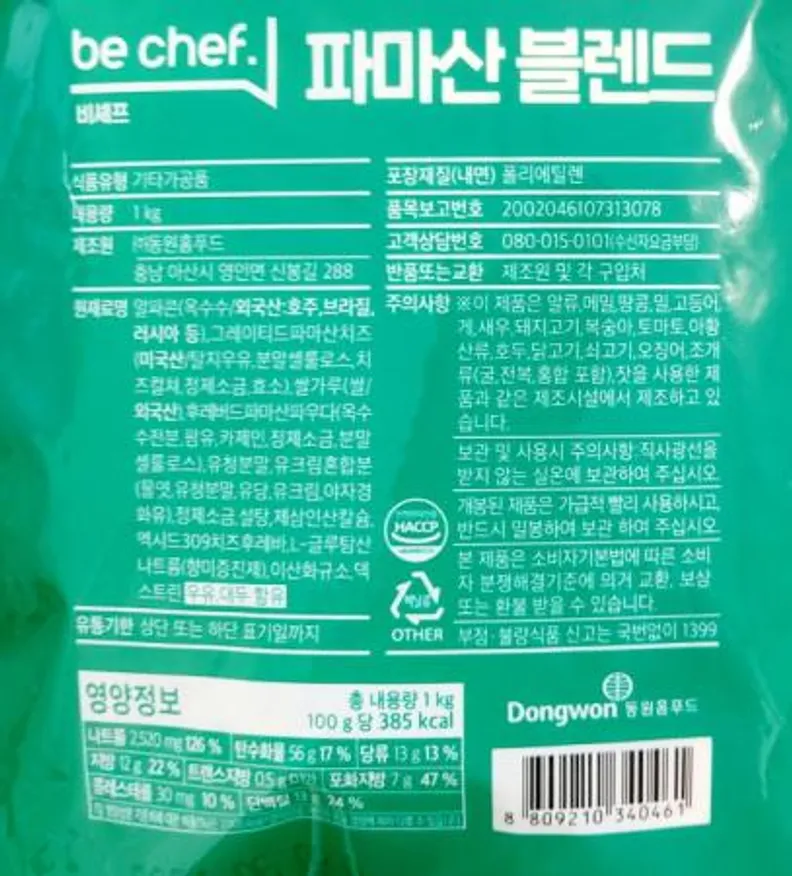 be chef.
비셰프
파마산 블렌드
식품유형 기타가공품
내용량 1 kg
제조원 ㈜동원홈푸드
충남 아산시 영인면 신봉길 288
원재료명 알파콘(옥수수/외국산:호주,브라질,
러시아 등),그레이티드파마산치즈
(미국산/탈지우유,분말셀룰로스,치
즈컬쳐,정제소금,효소),쌀가루(쌀/
외국산)후레버드파마산파우다(옥수
수전분,팜유,카제인,정제소금,분말
셀룰로스),유청분말,유크림혼합분
(물엿,유청분말,유당,유크림,야자경
화유),정제소금,설탕,제삼인산칼슘,
멕시드309치즈후레바,L-글루탐산
나트륨(향미증진제),이산화규소,덱
스트린 우유,대두 함유
유통기한 상단 또는 하단 표기일까지
포장재질(내면) 폴리에틸렌
품목보고번호 2002046107313078
고객상담번호 080-015-0101(수신자요금부담)
반품또는교환 제조원 및 각 구입처
주의사항 ※이 제품은 알류,메밀,땅콩,밀,고등어,
게,새우,돼지고기,복숭아,토마토,아황
산류,호두,닭고기,쇠고기,오징어,조개
류(굴,전복,홍합 포함),잣을 사용한 제
품과 같은 제조시설에서 제조하고 있
습니다.
보관 및 사용시 주의사항:직사광선을
받지 않는 실온에 보관하여 주십시오.
개봉된 제품은 가급적 빨리 사용하시고,
반드시 밀봉하여 보관 하여 주십시오.
본 제품은 소비자기본법에 따른 소비
자 분쟁해결기준에 의거 교환, 보상
또는 환불 받을 수 있습니다.
부정·불량식품 신고는 국번없이 1399
HACCP
비닐류
OTHER
영양정보
총 내용량 1 kg
100 g 당 385 kcal
나트륨 2,520 mg 126 % 탄수화물 56 g 17 % 당류 13 g 13 %
지방 12 g 22 % 트랜스지방 0.5 g 포화지방 7 g 47 %
콜레스테롤 30 mg 10 % 단백질 24 %
Dongwon 동원홈푸드
8 809210 340461